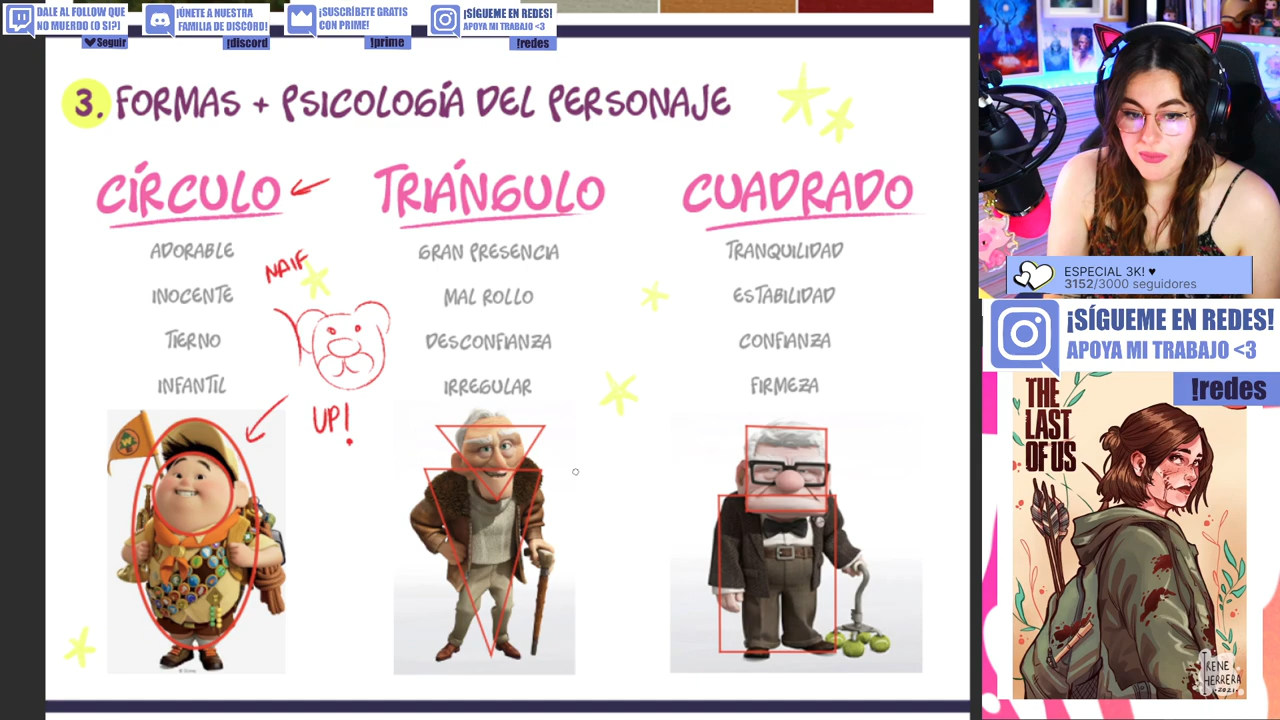 DALE AL FOLLOW QUE
NO MUERDO (O SI?)
Seguir
¡ÚNETE A NUESTRA
FAMILIA DE DISCORD!
!discord
¡SUSCRÍBETE GRATIS
CON PRIME!
!prime
¡SÍGUEME EN REDES!
APOYA MI TRABAJO <3
!redes
3. FORMAS + PSICOLOGÍA DEL PERSONAJE
CÍRCULO
ADORABLE
INOCENTE
TIERNO
INFANTIL
NAIF
UP!
TRIÁNGULO
GRAN PRESENCIA
MAL ROLLO
DESCONFIANZA
IRREGULAR
CUADRADO
TRANQUILIDAD
ESTABILIDAD
CONFIANZA
FIRMEZA
ESPECIAL 3K! ♥
3152/3000 seguidores
¡SÍGUEME EN REDES!
APOYA MI TRABAJO <3
!redes
THE
LAST
OF US
IRENE
HERRERA
·2021·